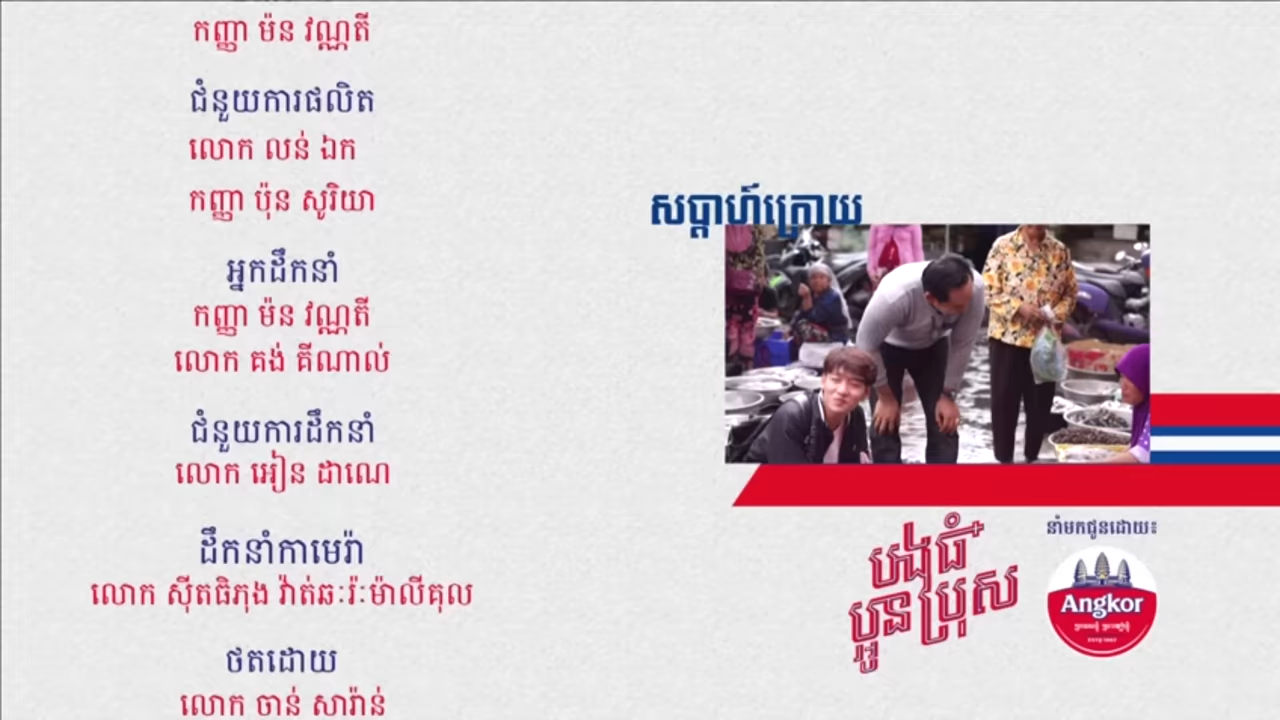 កញ្ញា ម៉ន វណ្ណតី
ជំនួយការផលិត
លោក លន់ ឯក
កញ្ញា ប៉ុន សូរិយា
អ្នកដឹកនាំ
កញ្ញា ម៉ន វណ្ណតី
លោក គង់ គីណាល់
ជំនួយការដឹកនាំ
លោក អៀន ដាណេ
ដឹកនាំកាមេរ៉ា
លោក ស៊ីតធិភុង វ៉ាត់ឆៈរ៉ៈម៉ាលីគុល
ថតដោយ
លោក ចាន់ សារ៉ាន់
សប្តាហ៍ក្រោយ
បងធំ
ប្អូនប្រុស
នាំមកជូនដោយ៖
Angkor